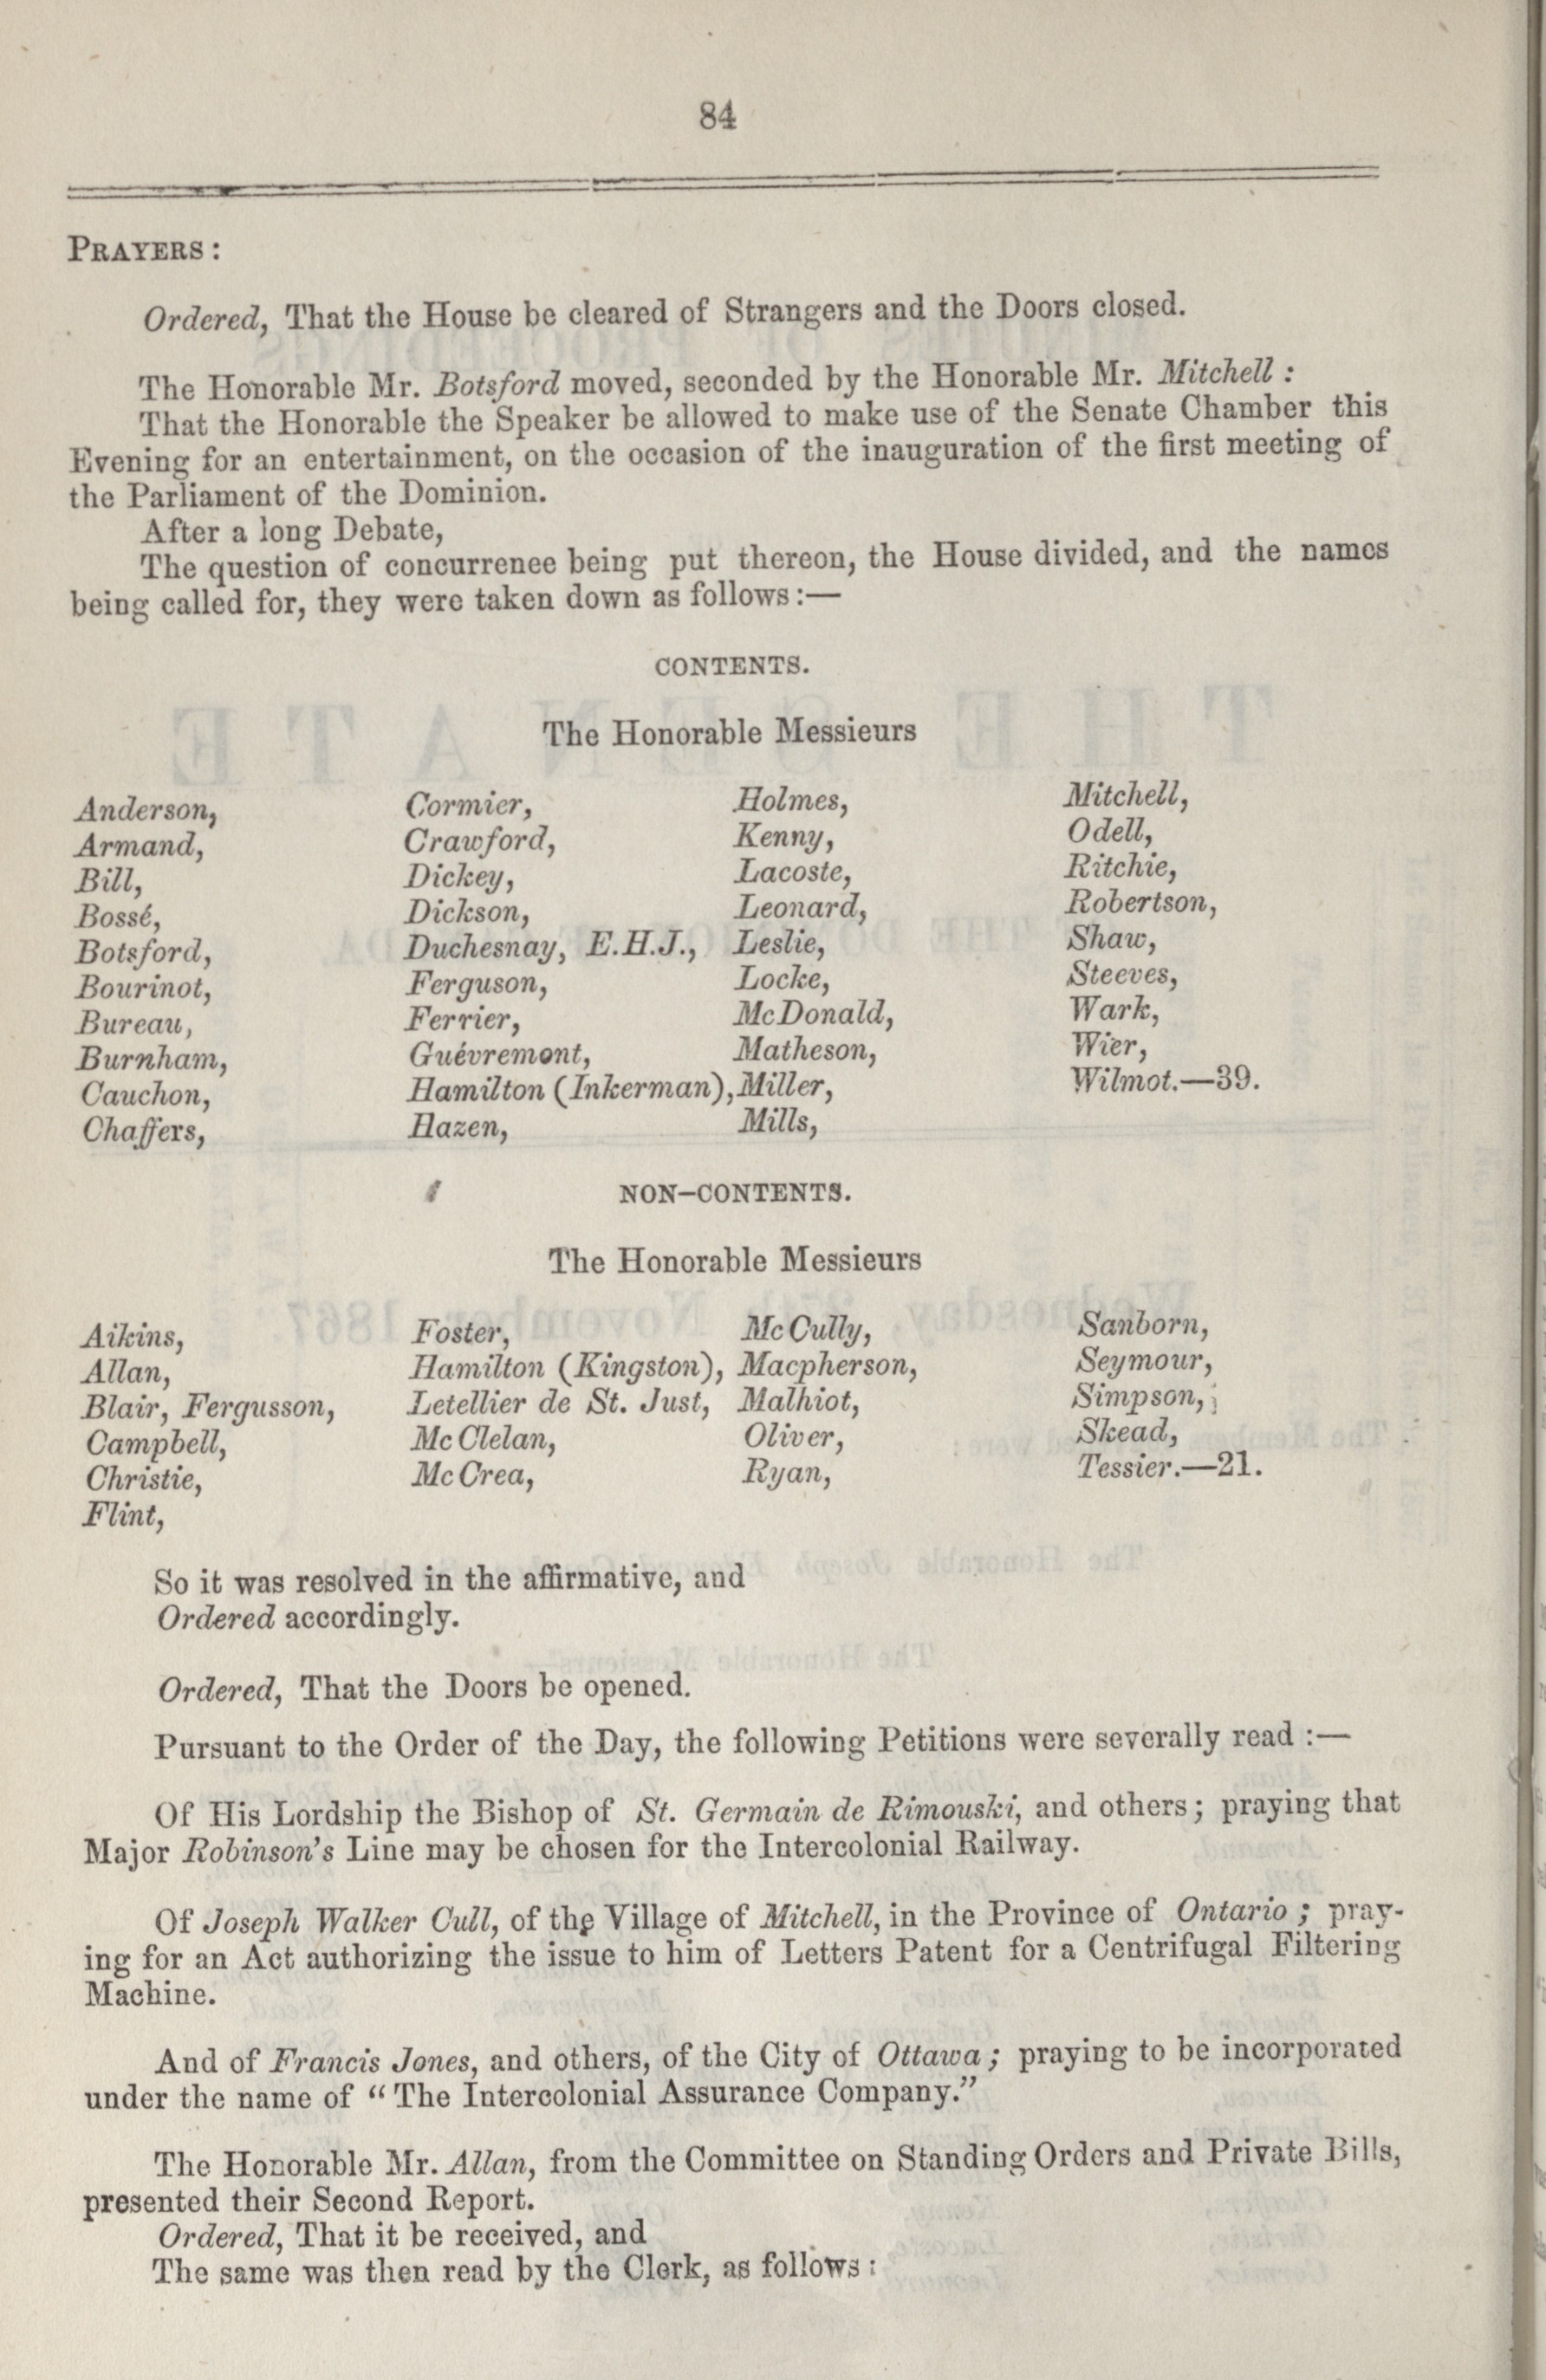 84
PRAYERS:
Ordered, That the House be cleared of Strangers and the Doors closed.
The Honorable Mr. Botsford moved, seconded by the Honorable Mr. Mitchell:
That the Honorable the Speaker be allowed to make use of the Senate Chamber this
Evening for an entertainment, on the occasion of the inauguration of the first meeting of
the Parliament of the Dominion.
After a long Debate,
The question of concurrenee being put thereon, the House divided, and the names
being called for, they were taken down as follows:—
CONTENTS.
The Honorable Messieurs
Anderson,
Armand,
Bill,
Bossé,
Botsford,
Bourinot,
Bureau,
Burnham,
Cauchon,
Chaffers,
Cormier,
Crawford,
Dickey,
Dickson,
Duchesnay, E.H.J.,
Ferguson,
Ferrier,
Guévremont,
Hamilton (Inkerman),
Hazen,
Holmes,
Kenny,
Lacoste,
Leonard,
Leslie,
Locke,
McDonald,
Matheson,
Miller,
Mills,
Mitchell,
Odell,
Ritchie,
Robertson,
Shaw,
Steeves,
Wark,
Wier,
Wilmot.—39.
NON-CONTENTS.
The Honorable Messieurs
Aikins,
Allan,
Blair, Fergusson,
Campbell,
Christie,
Flint,
Foster,
Hamilton (Kingston),
Letellier de St. Just,
McClelan,
McCrea,
McCully,
Macpherson,
Malhiot,
Oliver,
Ryan,
Sanborn,
Seymour,
Simpson,
Skead,
Tessier.—21.
So it was resolved in the affirmative, and
Ordered accordingly.
Ordered, That the Doors be opened.
Pursuant to the Order of the Day, the following Petitions were severally read :—
Of His Lordship the Bishop of St. Germain de Rimouski, and others; praying that
Major Robinson's Line may be chosen for the Intercolonial Railway.
Of Joseph Walker Cull, of the Village of Mitchell, in the Province of Ontario; pray-
ing for an Act authorizing the issue to him of Letters Patent for a Centrifugal Filtering
Machine.
And of Francis Jones, and others, of the City of Ottawa; praying to be incorporated
under the name of "The Intercolonial Assurance Company."
The Honorable Mr. Allan, from the Committee on Standing Orders and Private Bills,
presented their Second Report.
Ordered, That it be received, and
The same was then read by the Clerk, as follows: